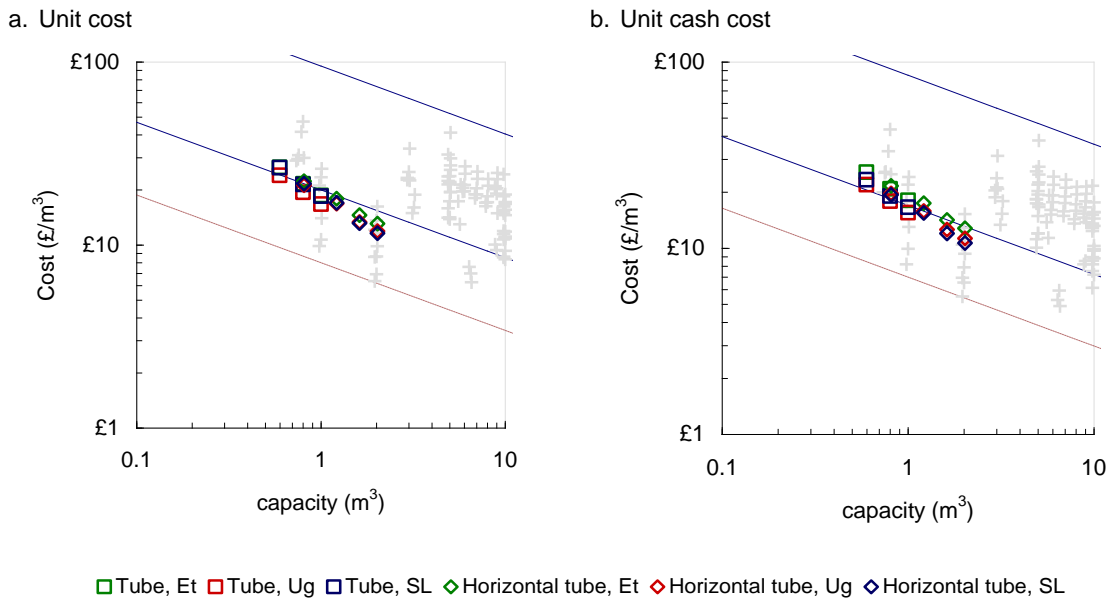 a. Unit cost
£100
£10
£1
0.1
1
10
Cost (£/m³)
capacity (m³)
b. Unit cash cost
£100
£10
£1
0.1
1
10
Cost (£/m³)
capacity (m³)
Tube, Et Tube, Ug Tube, SL Horizontal tube, Et Horizontal tube, Ug Horizontal tube, SL